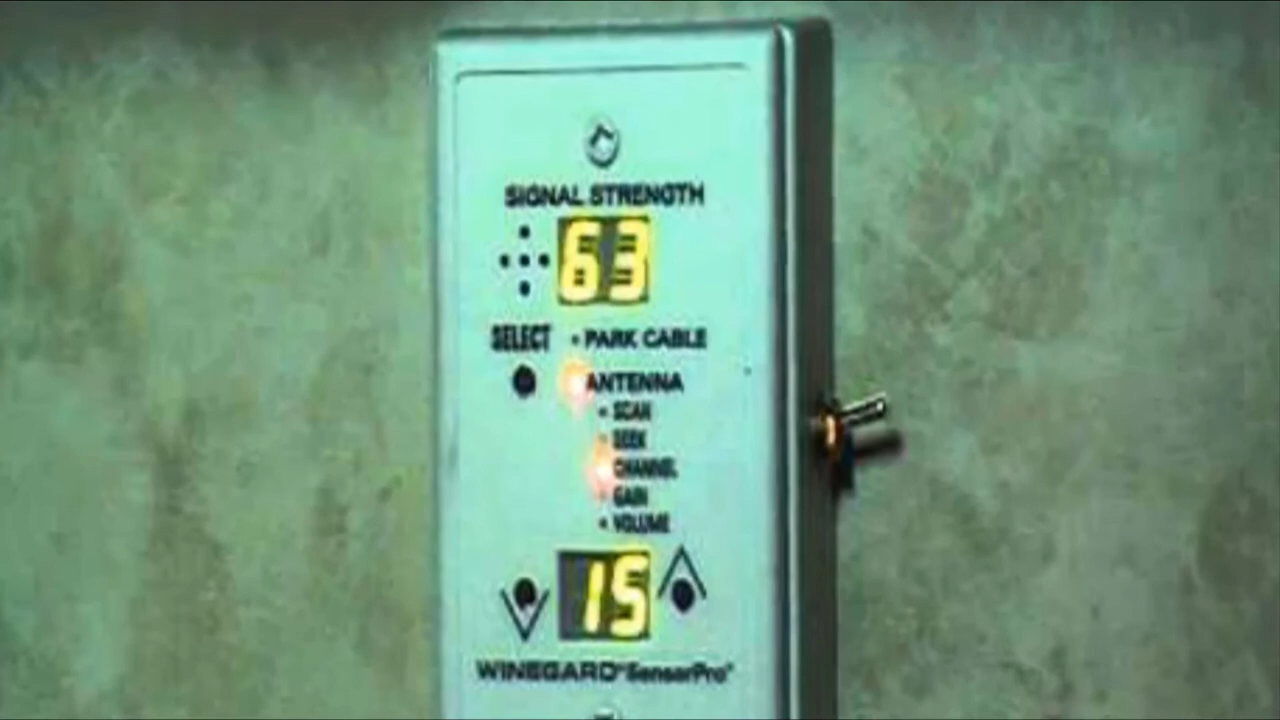 SIGNAL STRENGTH
63
SELECT • PARK CABLE
ANTENNA
• SCAN
• SEEK
CHANNEL
• GAIN
• VOLUME
15
WINEGARD® SensarPro®